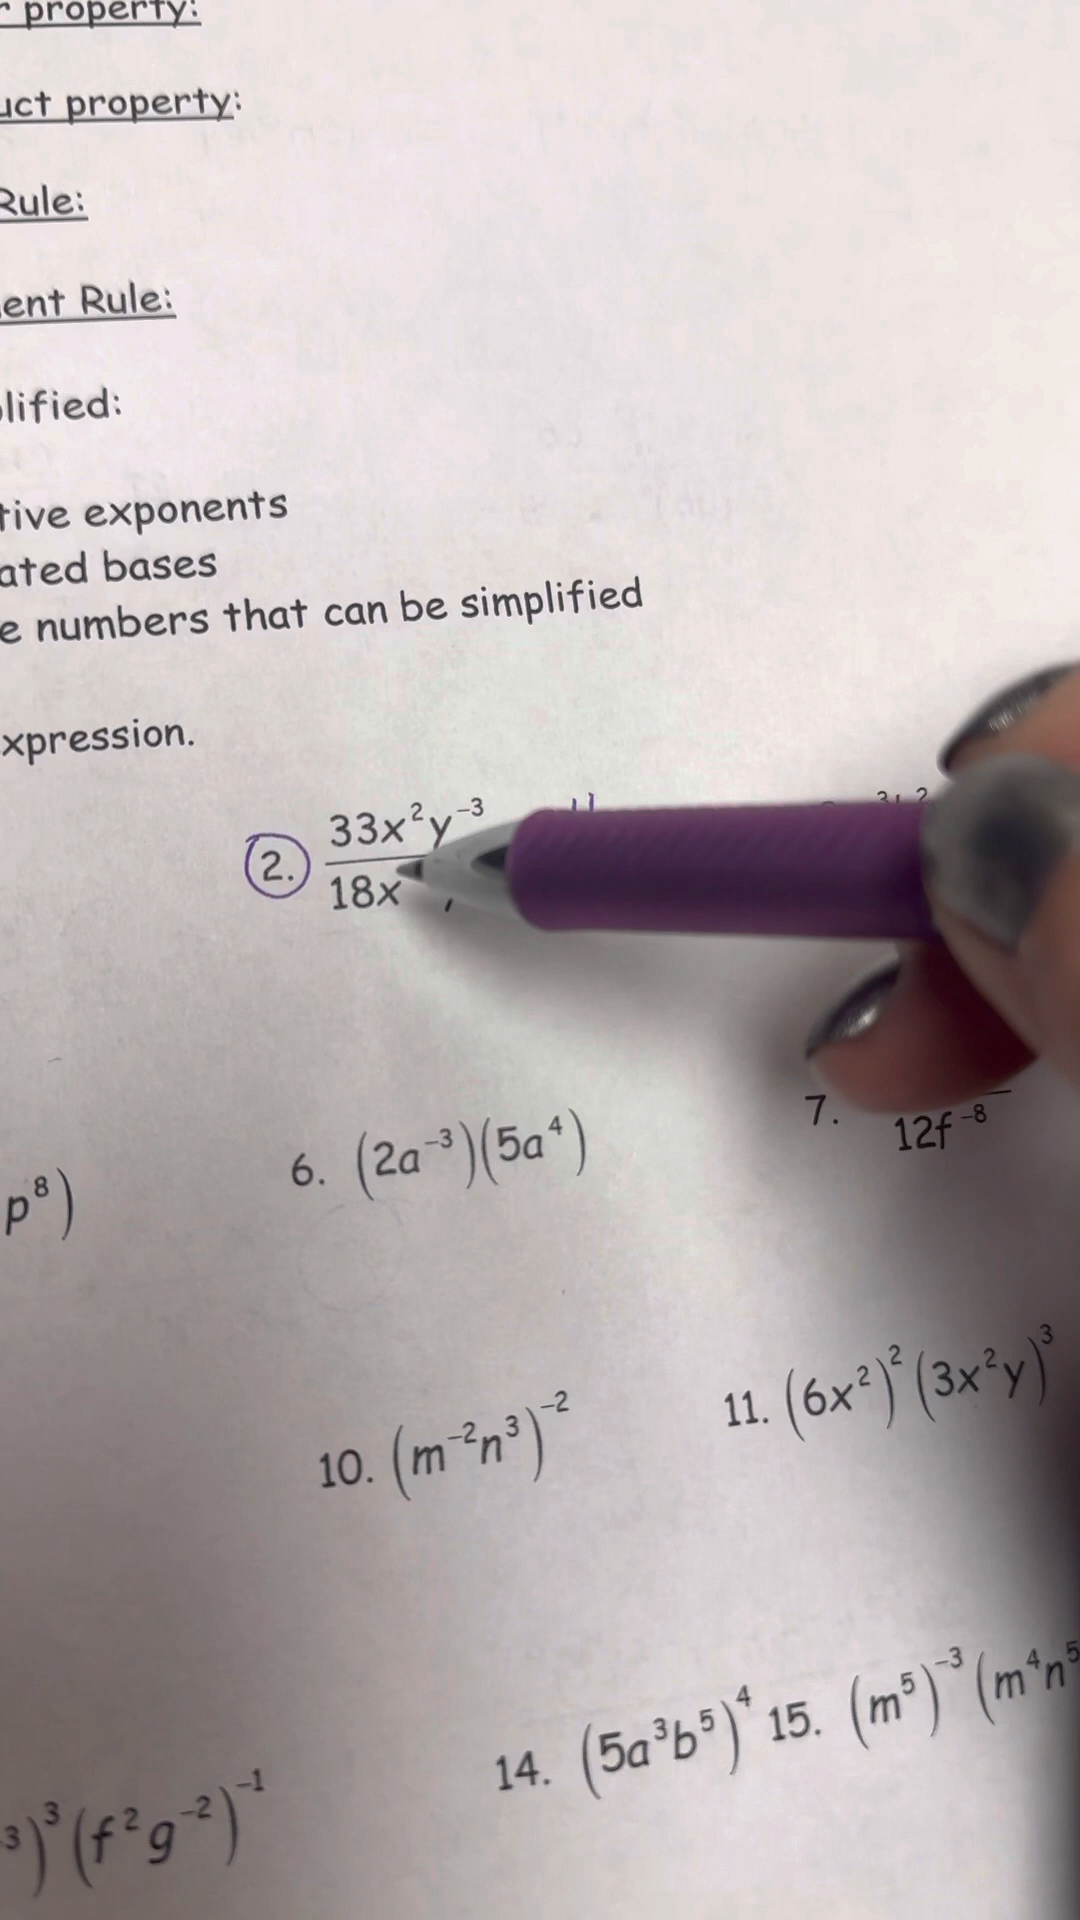 property:
uct property:
Rule:
ent Rule:
lified:
tive exponents
ated bases
e numbers that can be simplified
xpression.
2. 33x²y⁻³
18x
6. (2a⁻³)(5a⁴)
7.
12f⁻⁸
p⁸)
10. (m⁻²n³)⁻²
11. (6x²)²(3x²y)³
14. (5a³b⁵)⁴ 15. (m⁵)⁻³(m⁴n⁵
³)³(f²g⁻²)⁻¹